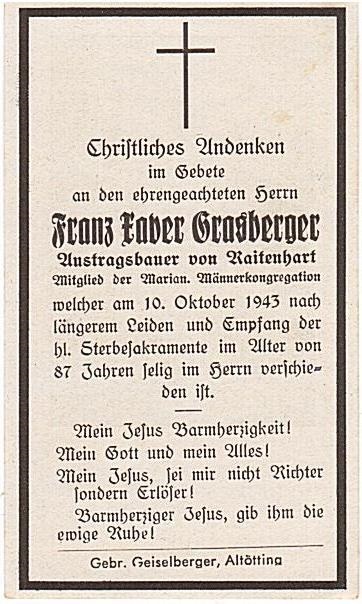 Chriſtliches Andenken
im Gebete
an den ehrengeachteten Herrn
Franz Xaver Grasberger
Austragsbauer von Raitenhart
Mitglied der Marian. Männerkongregation
welcher am 10. Oktober 1943 nach
längerem Leiden und Empfang der
hl. Sterbeſakramente im Alter von
87 Jahren ſelig im Herrn verſchie-
den iſt.
Mein Jeſus Barmherzigkeit!
Mein Gott und mein Alles!
Mein Jeſus, ſei mir nicht Richter
ſondern Erlöſer!
Barmherziger Jeſus, gib ihm die
ewige Ruhe!
Gebr. Geiselberger, Altötting